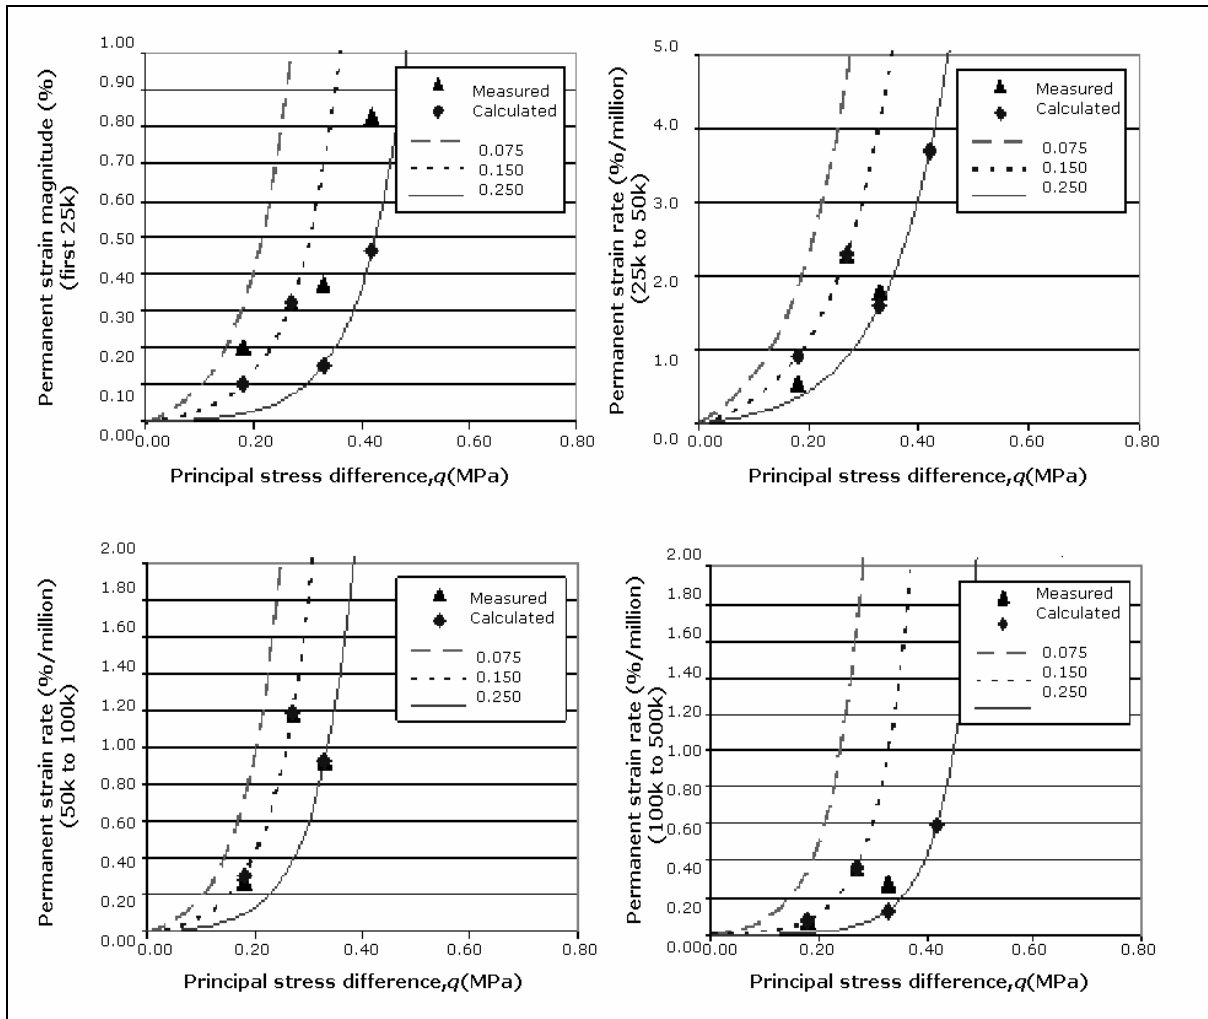 1.00
0.90
0.80
0.70
0.60
0.50
0.40
0.30
0.20
0.10
0.00
Permanent strain magnitude (%)
(first 25k)
Measured
Calculated
0.075
0.150
0.250
0.00 0.20 0.40 0.60 0.80
Principal stress difference,q(MPa)
5.0
4.0
3.0
2.0
1.0
0.0
Permanent strain rate (%/million)
(25k to 50k)
Measured
Calculated
0.075
0.150
0.250
0.00 0.20 0.40 0.60 0.80
Principal stress difference,q(MPa)
2.00
1.80
1.60
1.40
1.20
1.00
0.80
0.60
0.40
0.20
0.00
Permanent strain rate (%/million)
(50k to 100k)
Measured
Calculated
0.075
0.150
0.250
0.00 0.20 0.40 0.60 0.80
Principal stress difference,q(MPa)
2.00
1.80
1.60
1.40
1.20
1.00
0.80
0.60
0.40
0.20
0.00
Permanent strain rate (%/million)
(100k to 500k)
Measured
Calculated
0.075
0.150
0.250
0.00 0.20 0.40 0.60 0.80
Principal stress difference,q(MPa)